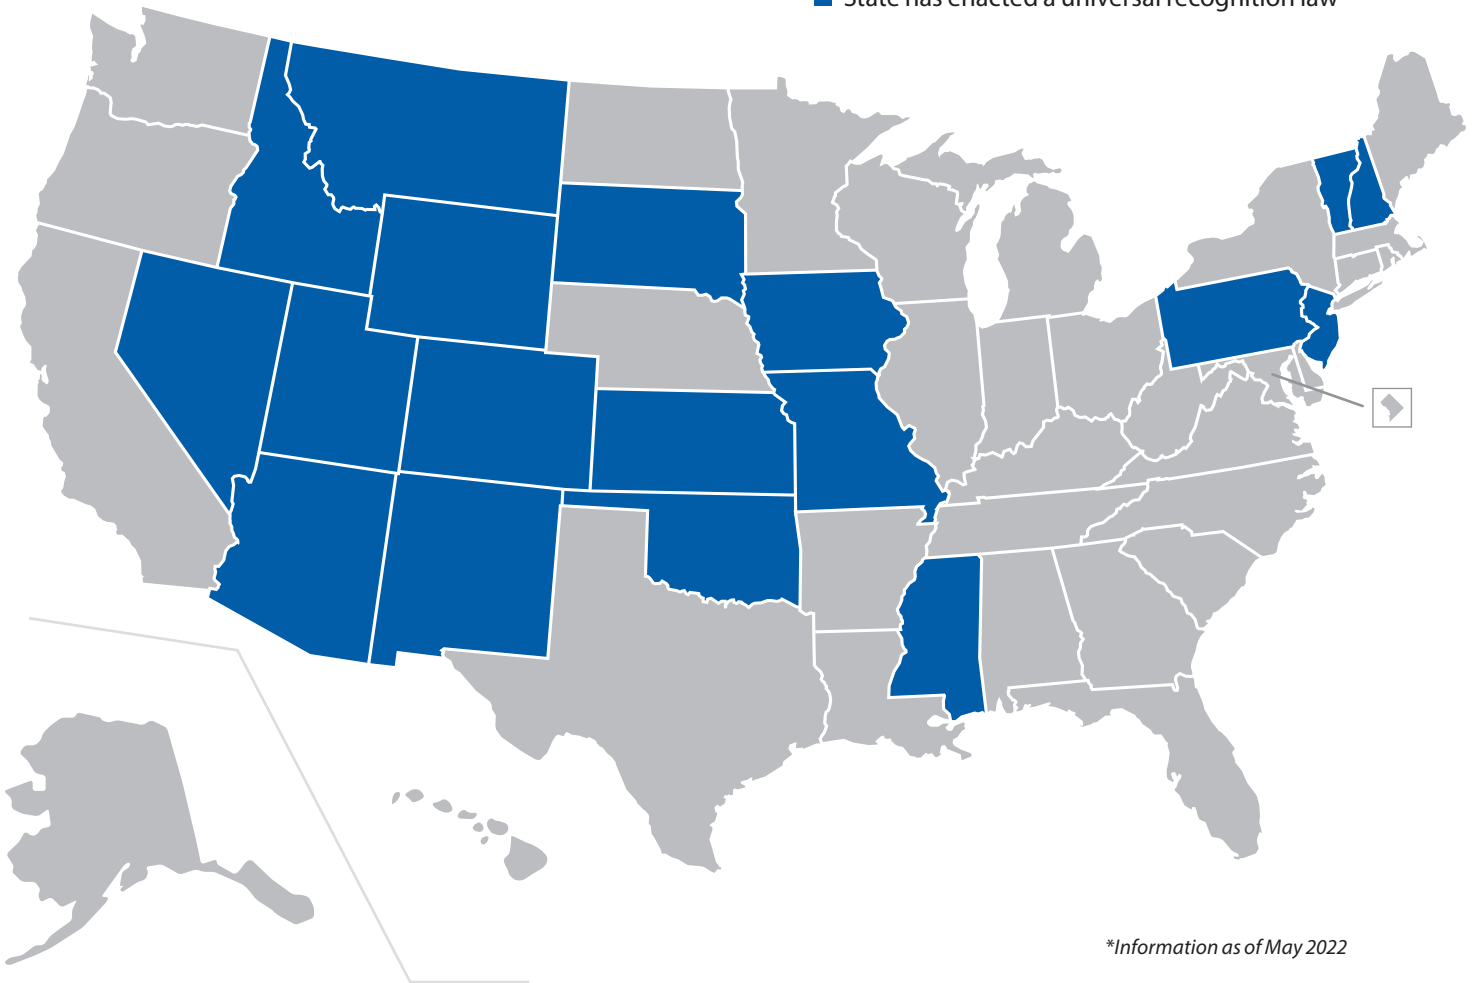 State has enacted a universal recognition law
*Information as of May 2022